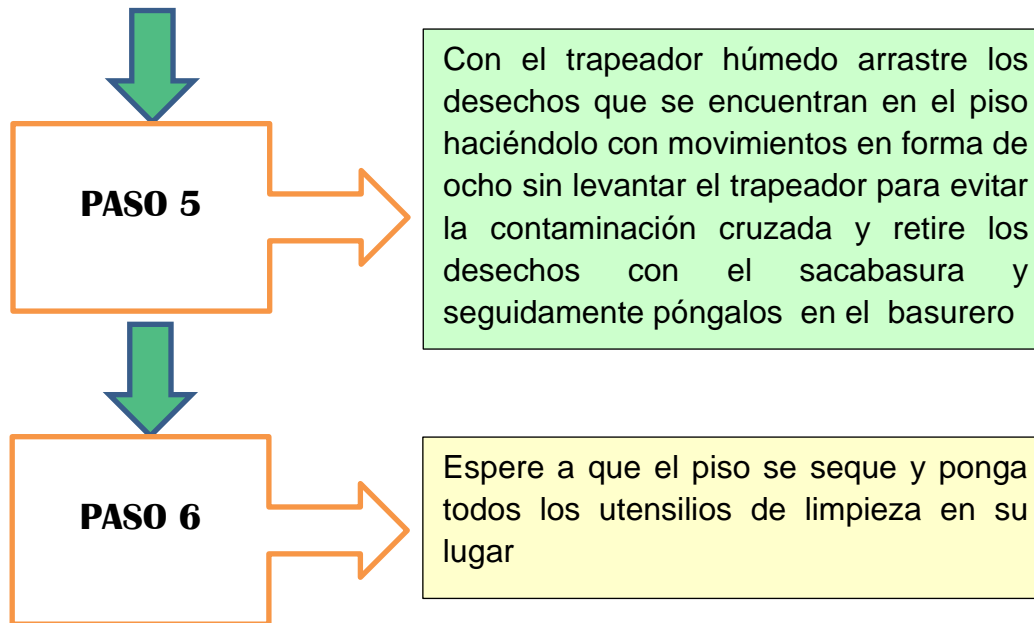 PASO 5
Con el trapeador húmedo arrastre los
desechos que se encuentran en el piso
haciéndolo con movimientos en forma de
ocho sin levantar el trapeador para evitar
la contaminación cruzada y retire los
desechos con el sacabasura y
seguidamente póngalos en el basurero
PASO 6
Espere a que el piso se seque y ponga
todos los utensilios de limpieza en su
lugar